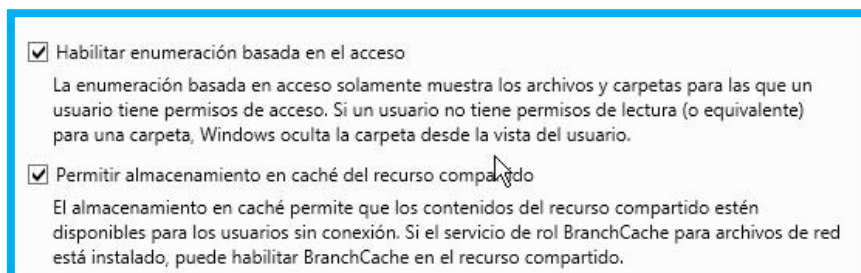 Habilitar enumeración basada en el acceso
La enumeración basada en acceso solamente muestra los archivos y carpetas para las que un
usuario tiene permisos de acceso. Si un usuario no tiene permisos de lectura (o equivalente)
para una carpeta, Windows oculta la carpeta desde la vista del usuario.
Permitir almacenamiento en caché del recurso compartido
El almacenamiento en caché permite que los contenidos del recurso compartido estén
disponibles para los usuarios sin conexión. Si el servicio de rol BranchCache para archivos de red
está instalado, puede habilitar BranchCache en el recurso compartido.